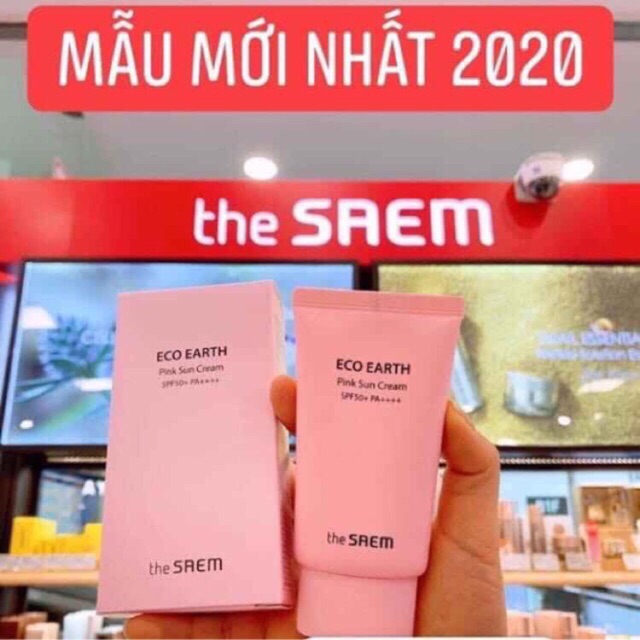 MẪU MỚI NHẤT 2020
the SAEM
ECO EARTH
Pink Sun Cream
SPF50+ PA++++
the SAEM
ECO EARTH
Pink Sun Cream
SPF50+ PA++++
the SAEM